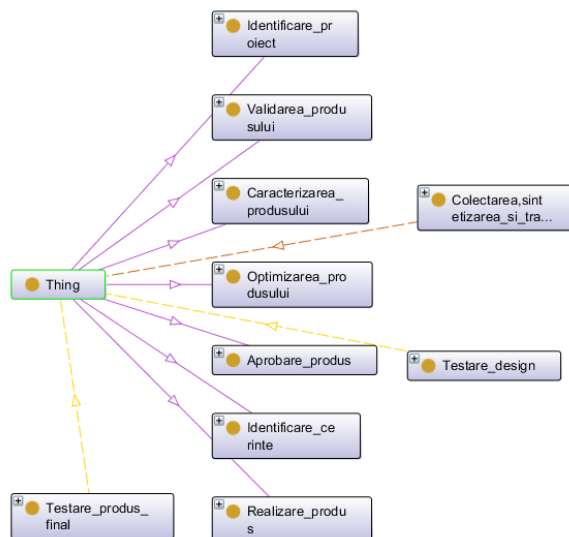 Identificare_pr
oiect
Validarea_produ
sului
Caracterizarea_
produsului
Colectarea,sint
etizarea_si_tra...
Thing
Optimizarea_pro
dusului
Aprobare_produs
Testare_design
Identificare_ce
rinte
Testare_produs_
final
Realizare_produ
s